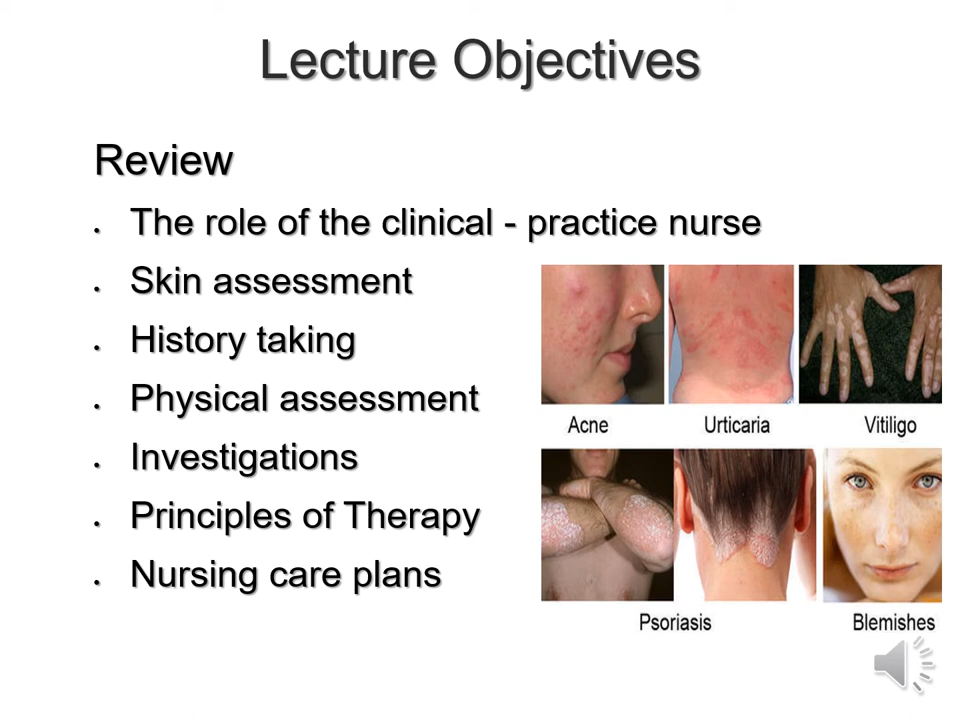 Lecture Objectives
Review
• The role of the clinical - practice nurse
• Skin assessment
• History taking
• Physical assessment
• Investigations
• Principles of Therapy
• Nursing care plans
Acne
Urticaria
Vitiligo
Psoriasis
Blemishes